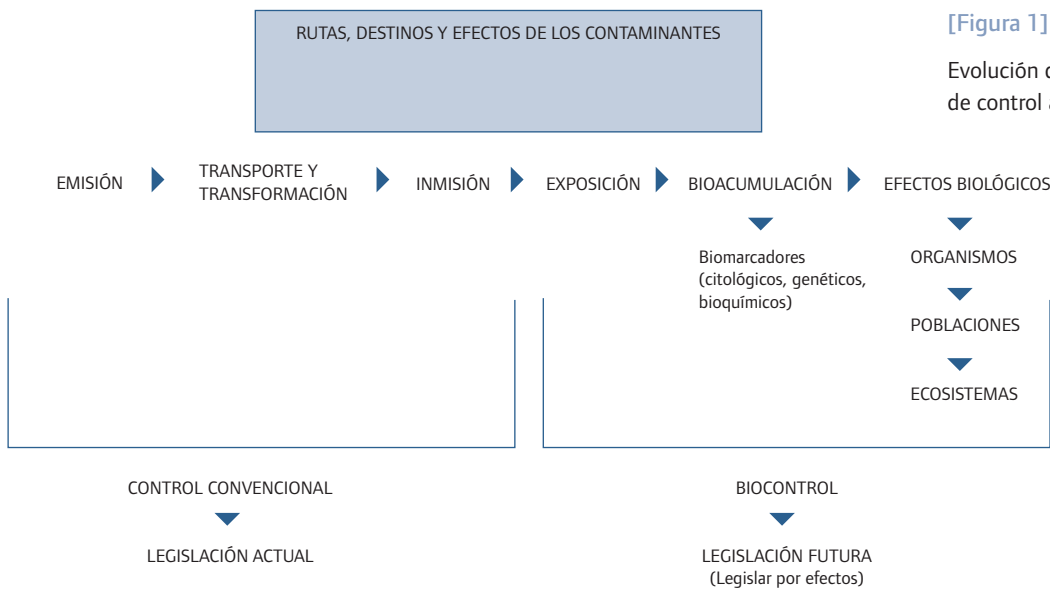 RUTAS, DESTINOS Y EFECTOS DE LOS CONTAMINANTES
[Figura 1]
Evolución
de control
EMISIÓN
TRANSPORTE Y
TRANSFORMACIÓN
INMISIÓN
EXPOSICIÓN
BIOACUMULACIÓN
EFECTOS BIOLÓGICOS
Biomarcadores
(citológicos, genéticos,
bioquímicos)
ORGANISMOS
POBLACIONES
ECOSISTEMAS
CONTROL CONVENCIONAL
LEGISLACIÓN ACTUAL
BIOCONTROL
LEGISLACIÓN FUTURA
(Legislar por efectos)